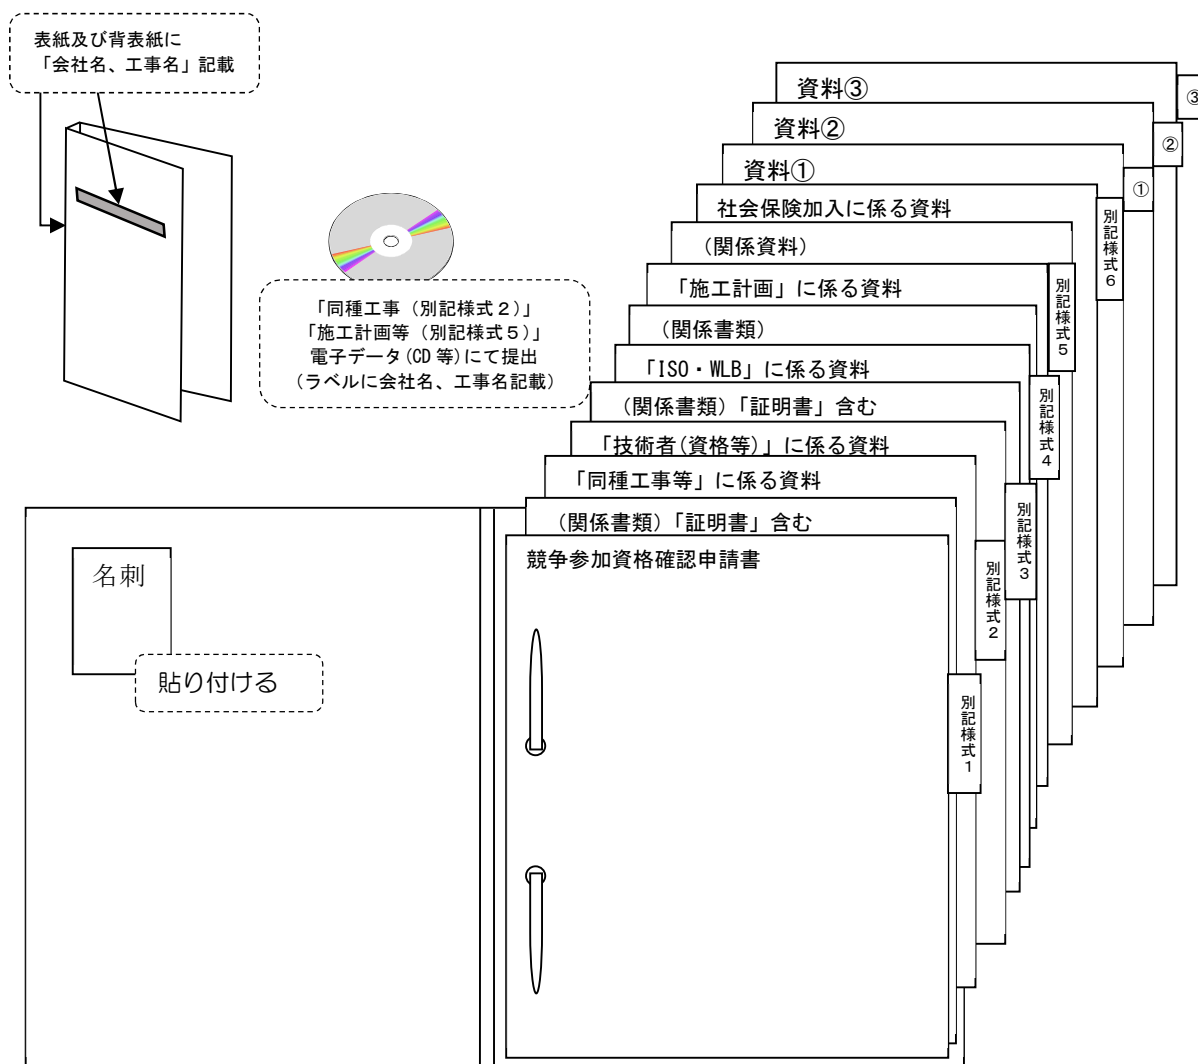 表紙及び背表紙に
「会社名、工事名」記載
「同種工事（別記様式２）」
「施工計画等（別記様式５）」
電子データ(CD 等)にて提出
（ラベルに会社名、工事名記載）
資料③
③
資料②
②
資料①
①
社会保険加入に係る資料
別記様式６
（関係資料）
「施工計画」に係る資料
別記様式５
（関係書類）
「ISO・WLB」に係る資料
別記様式４
（関係書類）「証明書」含む
「技術者(資格等)」に係る資料
別記様式３
「同種工事等」に係る資料
別記様式２
（関係書類）「証明書」含む
競争参加資格確認申請書
別記様式１
名刺
貼り付ける